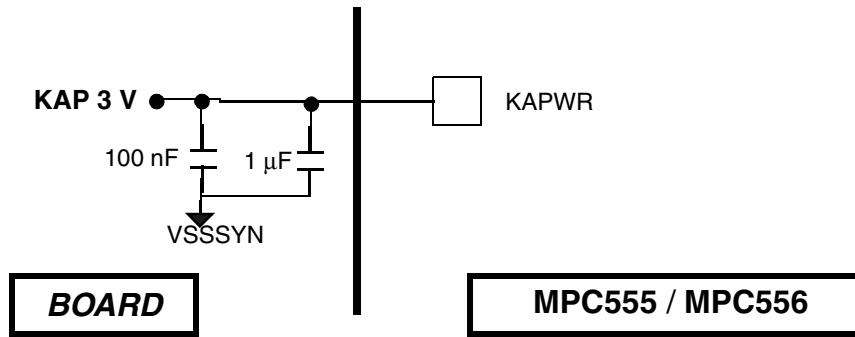 KAP 3 V
KAPWR
100 nF
1 μF
VSSSYN
BOARD
MPC555 / MPC556